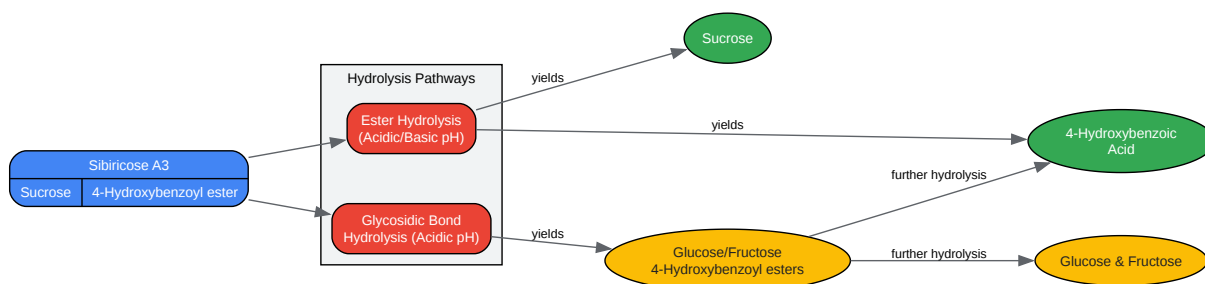 Sucrose
Hydrolysis Pathways
yields
Ester Hydrolysis
(Acidic/Basic pH)
yields
4-Hydroxybenzoic
Acid
Sibiricose A3
Sucrose
4-Hydroxybenzoyl ester
further hydrolysis
Glycosidic Bond
Hydrolysis (Acidic pH)
yields
Glucose/Fructose
4-Hydroxybenzoyl esters
further hydrolysis
Glucose & Fructose